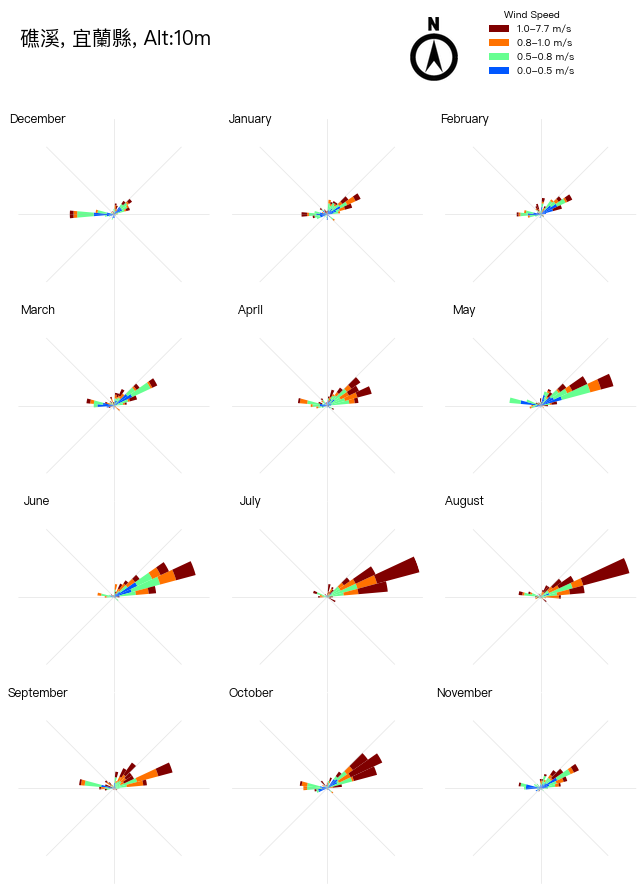 礁溪, 宜蘭縣, Alt:10m
N
Wind Speed
1.0–7.7 m/s
0.8–1.0 m/s
0.5–0.8 m/s
0.0–0.5 m/s
December
January
February
March
April
May
June
July
August
September
October
November